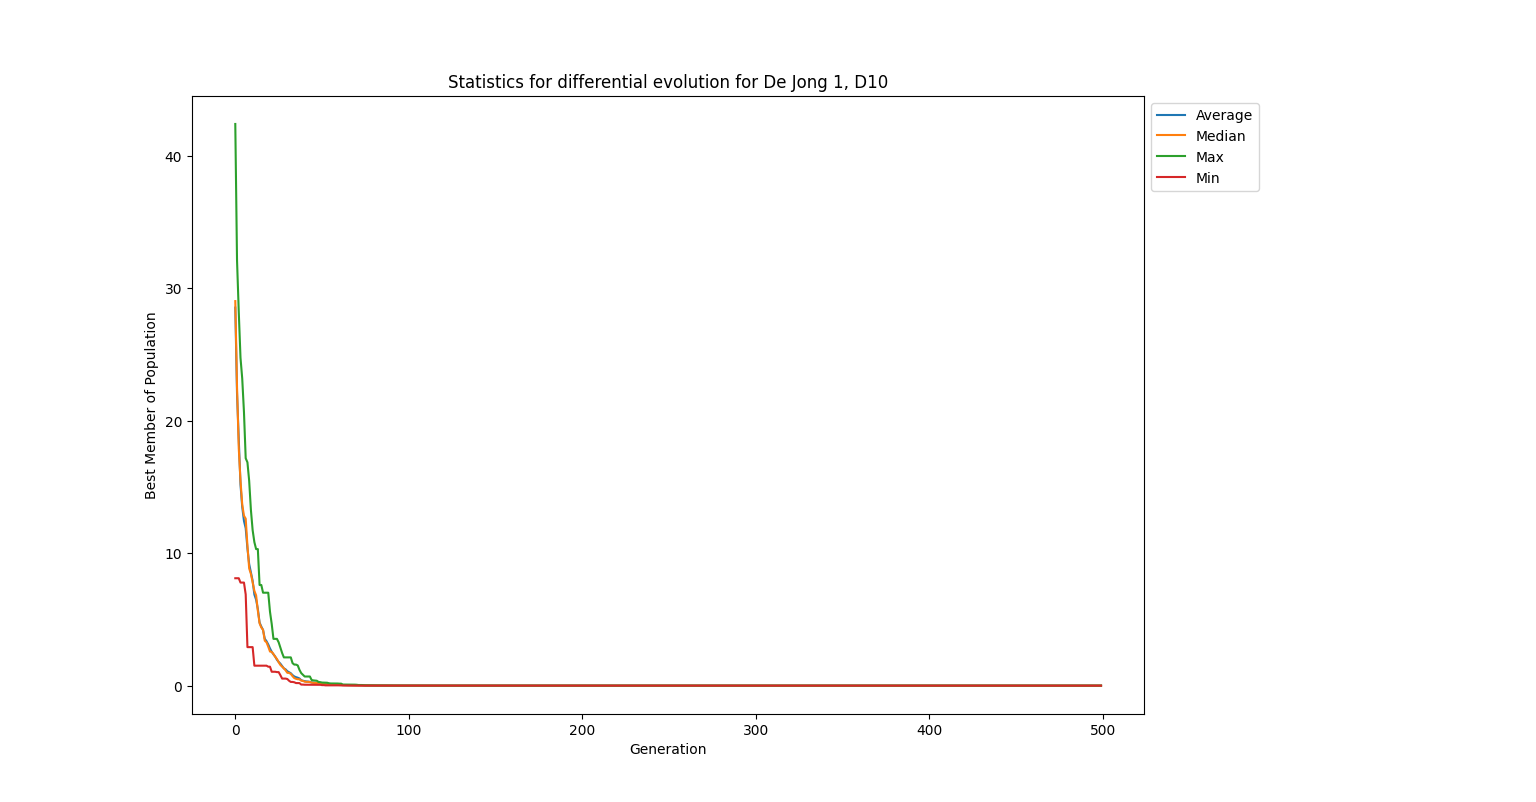 Statistics for differential evolution for De Jong 1, D10
Average
Median
Max
Min
Best Member of Population
40
30
20
10
0
0 100 200 300 400 500
Generation